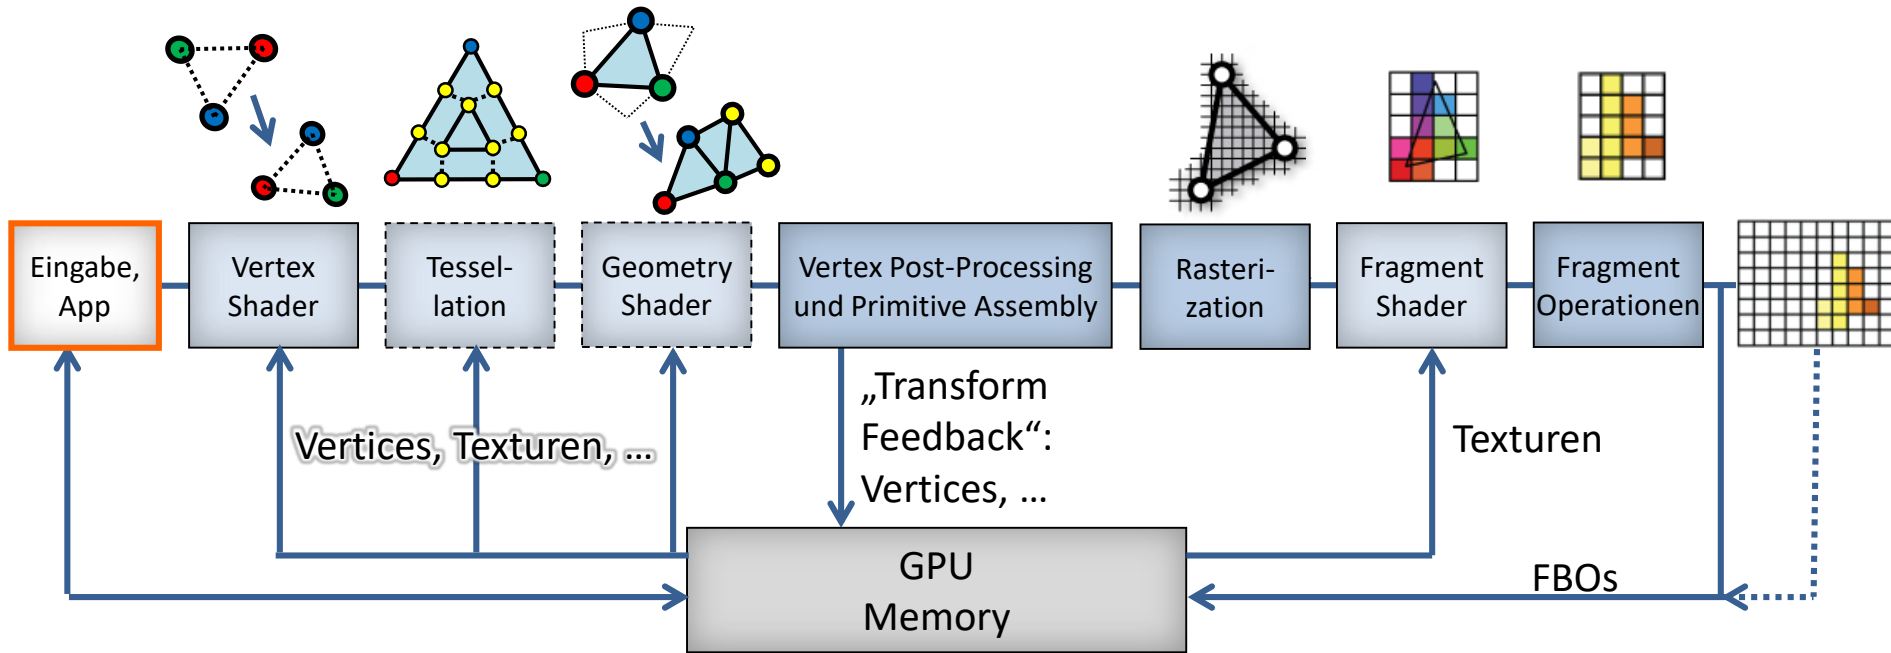 Eingabe,
App
Vertex
Shader
Tessel-
lation
Geometry
Shader
Vertex Post-Processing
und Primitive Assembly
Rasteri-
zation
Fragment
Shader
Fragment
Operationen
Vertices, Texturen, ...
„Transform
Feedback“:
Vertices, ...
Texturen
GPU
Memory
FBOs